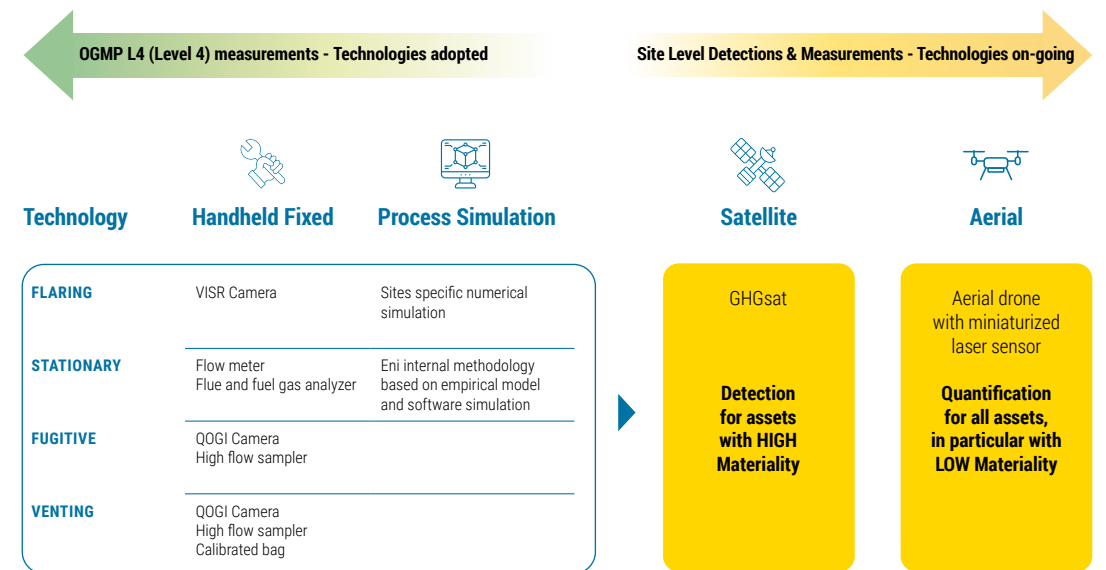 OGMP L4 (Level 4) measurements - Technologies adopted
Site Level Detections & Measurements - Technologies on-going
Technology
Handheld Fixed
Process Simulation
Satellite
Aerial
FLARING
VISR Camera
Sites specific numerical
simulation
STATIONARY
Flow meter
Flue and fuel gas analyzer
Eni internal methodology
based on empirical model
and software simulation
FUGITIVE
QOGI Camera
High flow sampler
VENTING
QOGI Camera
High flow sampler
Calibrated bag
GHGsat
Detection
for assets
with HIGH
Materiality
Aerial drone
with miniaturized
laser sensor
Quantification
for all assets,
in particular with
LOW Materiality